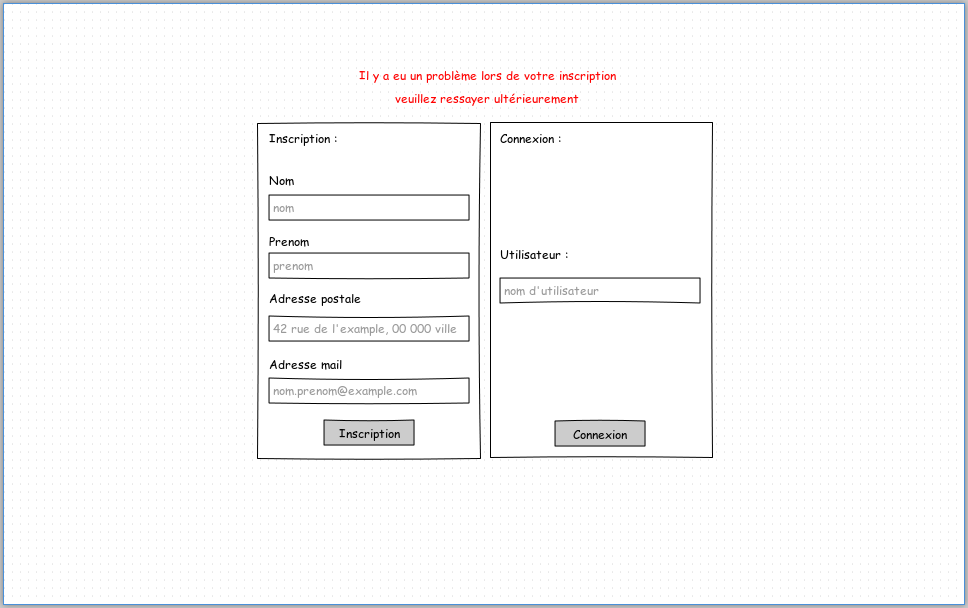 Il y a eu un problème lors de votre inscription
veuillez ressayer ultérieurement
Inscription :
Nom
nom
Prenom
prenom
Adresse postale
42 rue de l'example, 00 000 ville
Adresse mail
nom.prenom@example.com
Inscription
Connexion :
Utilisateur :
nom d'utilisateur
Connexion